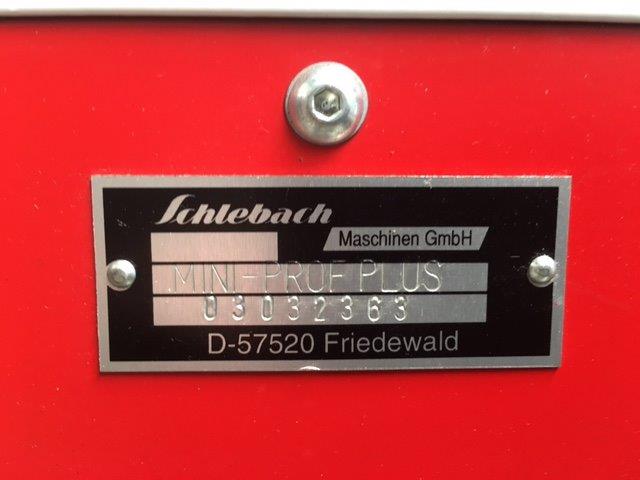 Schlebach
Maschinen GmbH
MINI-PROF PLUS
03032363
D-57520 Friedewald